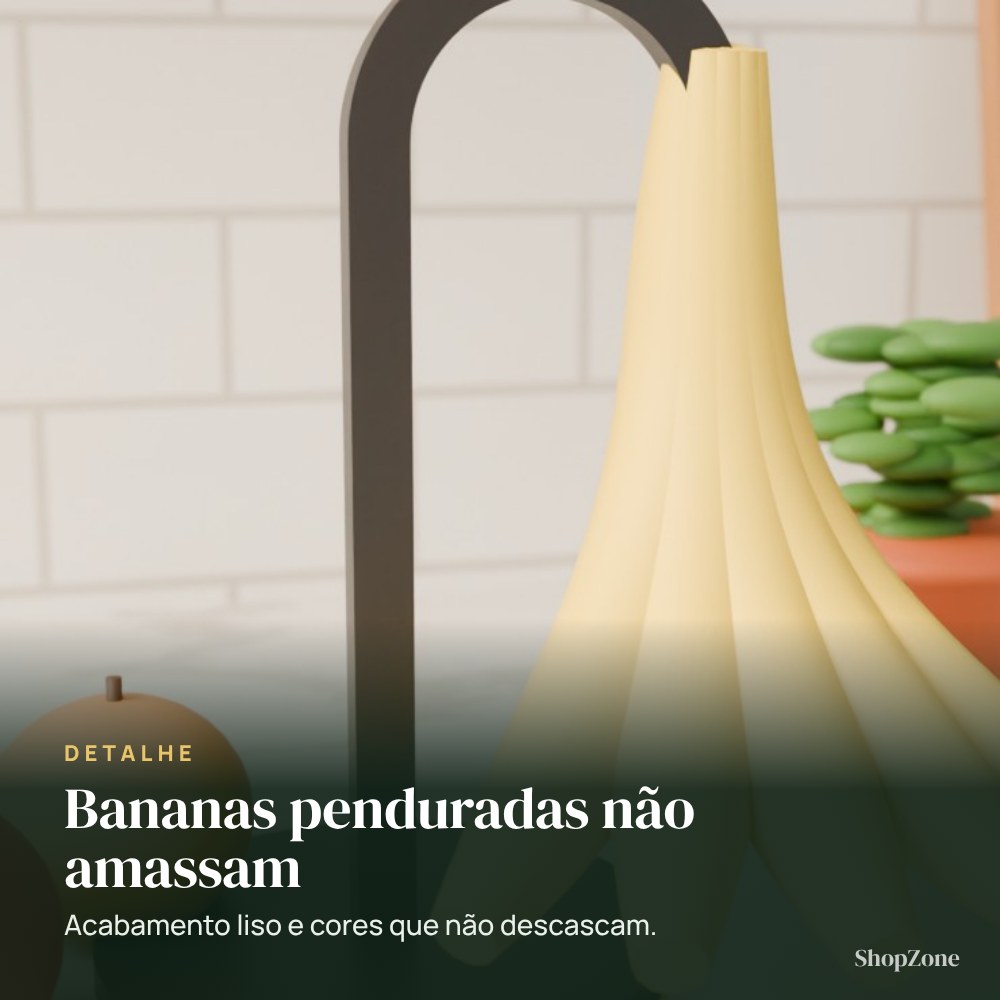 DETALHE
Bananas penduradas não
amassam
Acabamento liso e cores que não descascam.
ShopZone